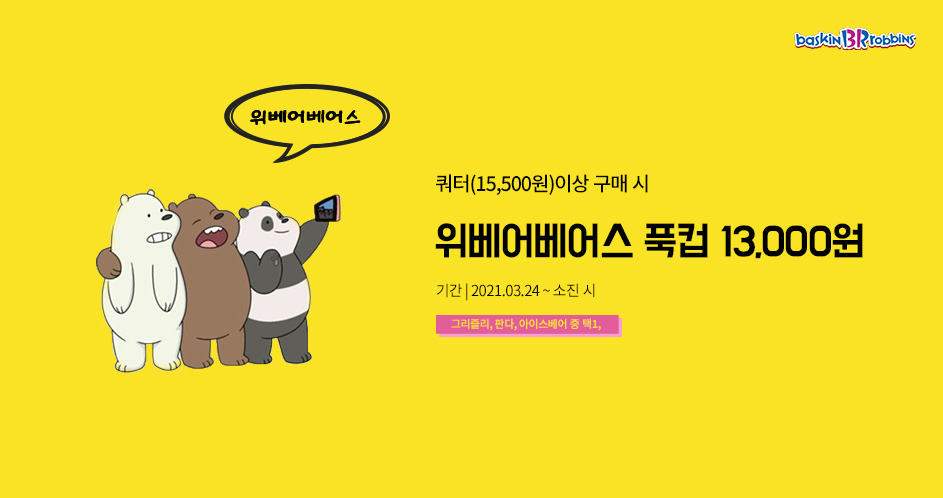 baskin BR robbins
위베어베어스
쿼터(15,500원)이상 구매 시
위베어베어스 푹컵 13,000원
기간 | 2021.03.24 ~ 소진 시
그리즐리, 판다, 아이스베어 중 택1,